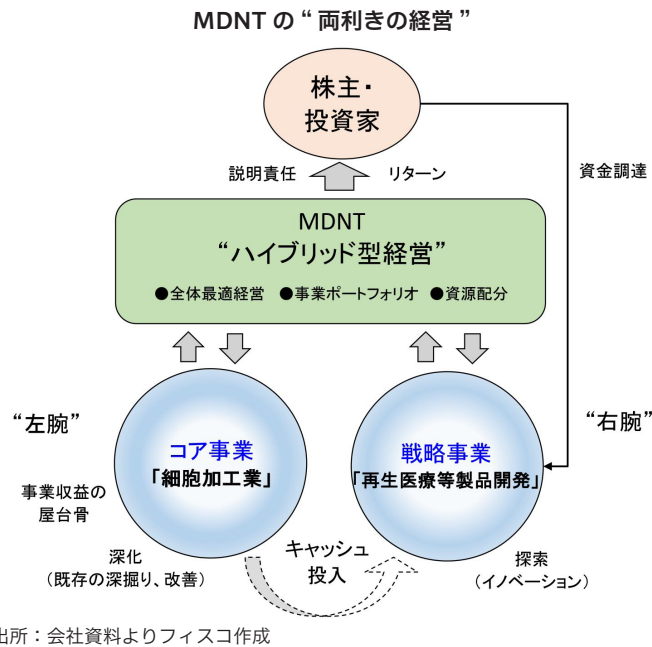 MDNT の “ 両利きの経営 ”
株主・
投資家
説明責任 リターン
資金調達
MDNT
“ハイブリッド型経営”
●全体最適経営 ●事業ポートフォリオ ●資源配分
“左腕”
“右腕”
コア事業
「細胞加工業」
戦略事業
「再生医療等製品開発」
事業収益の
屋台骨
深化
(既存の深掘り、改善)
キャッシュ
投入
探索
(イノベーション)
出所：会社資料よりフィスコ作成